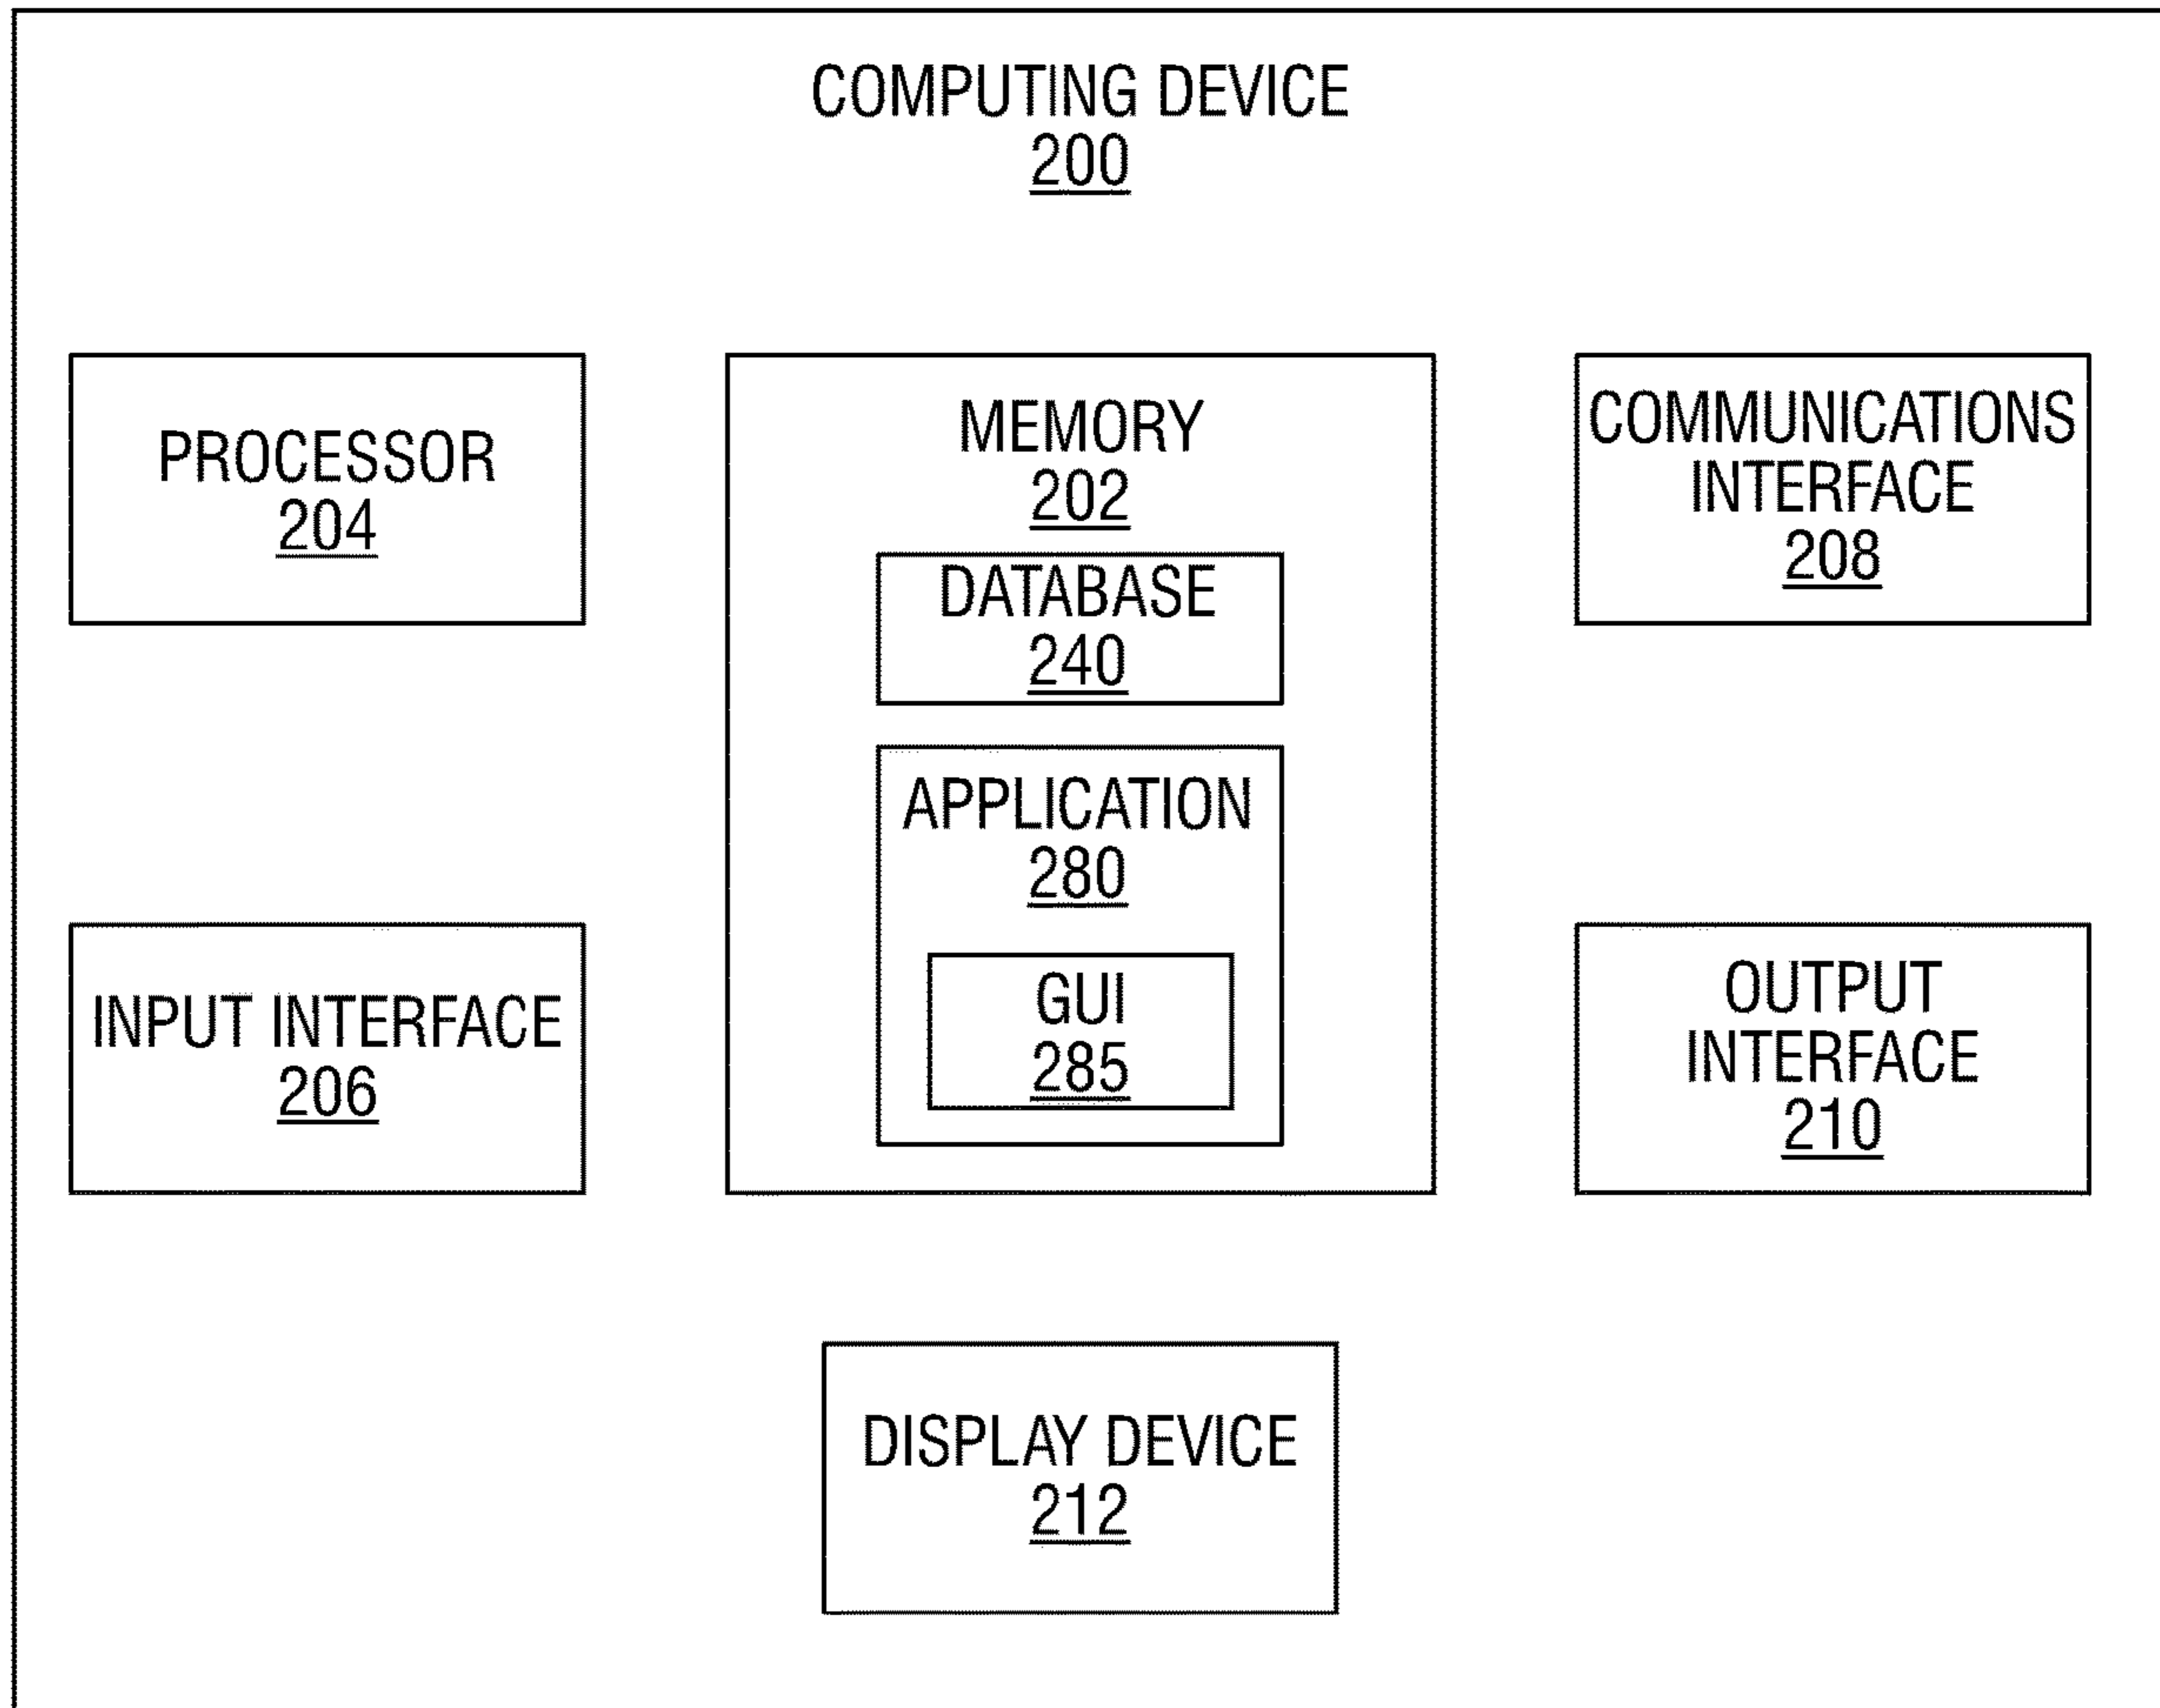 COMPUTING DEVICE
200
PROCESSOR
204
MEMORY
202
DATABASE
240
APPLICATION
280
GUI
285
COMMUNICATIONS
INTERFACE
208
INPUT INTERFACE
206
OUTPUT
INTERFACE
210
DISPLAY DEVICE
212